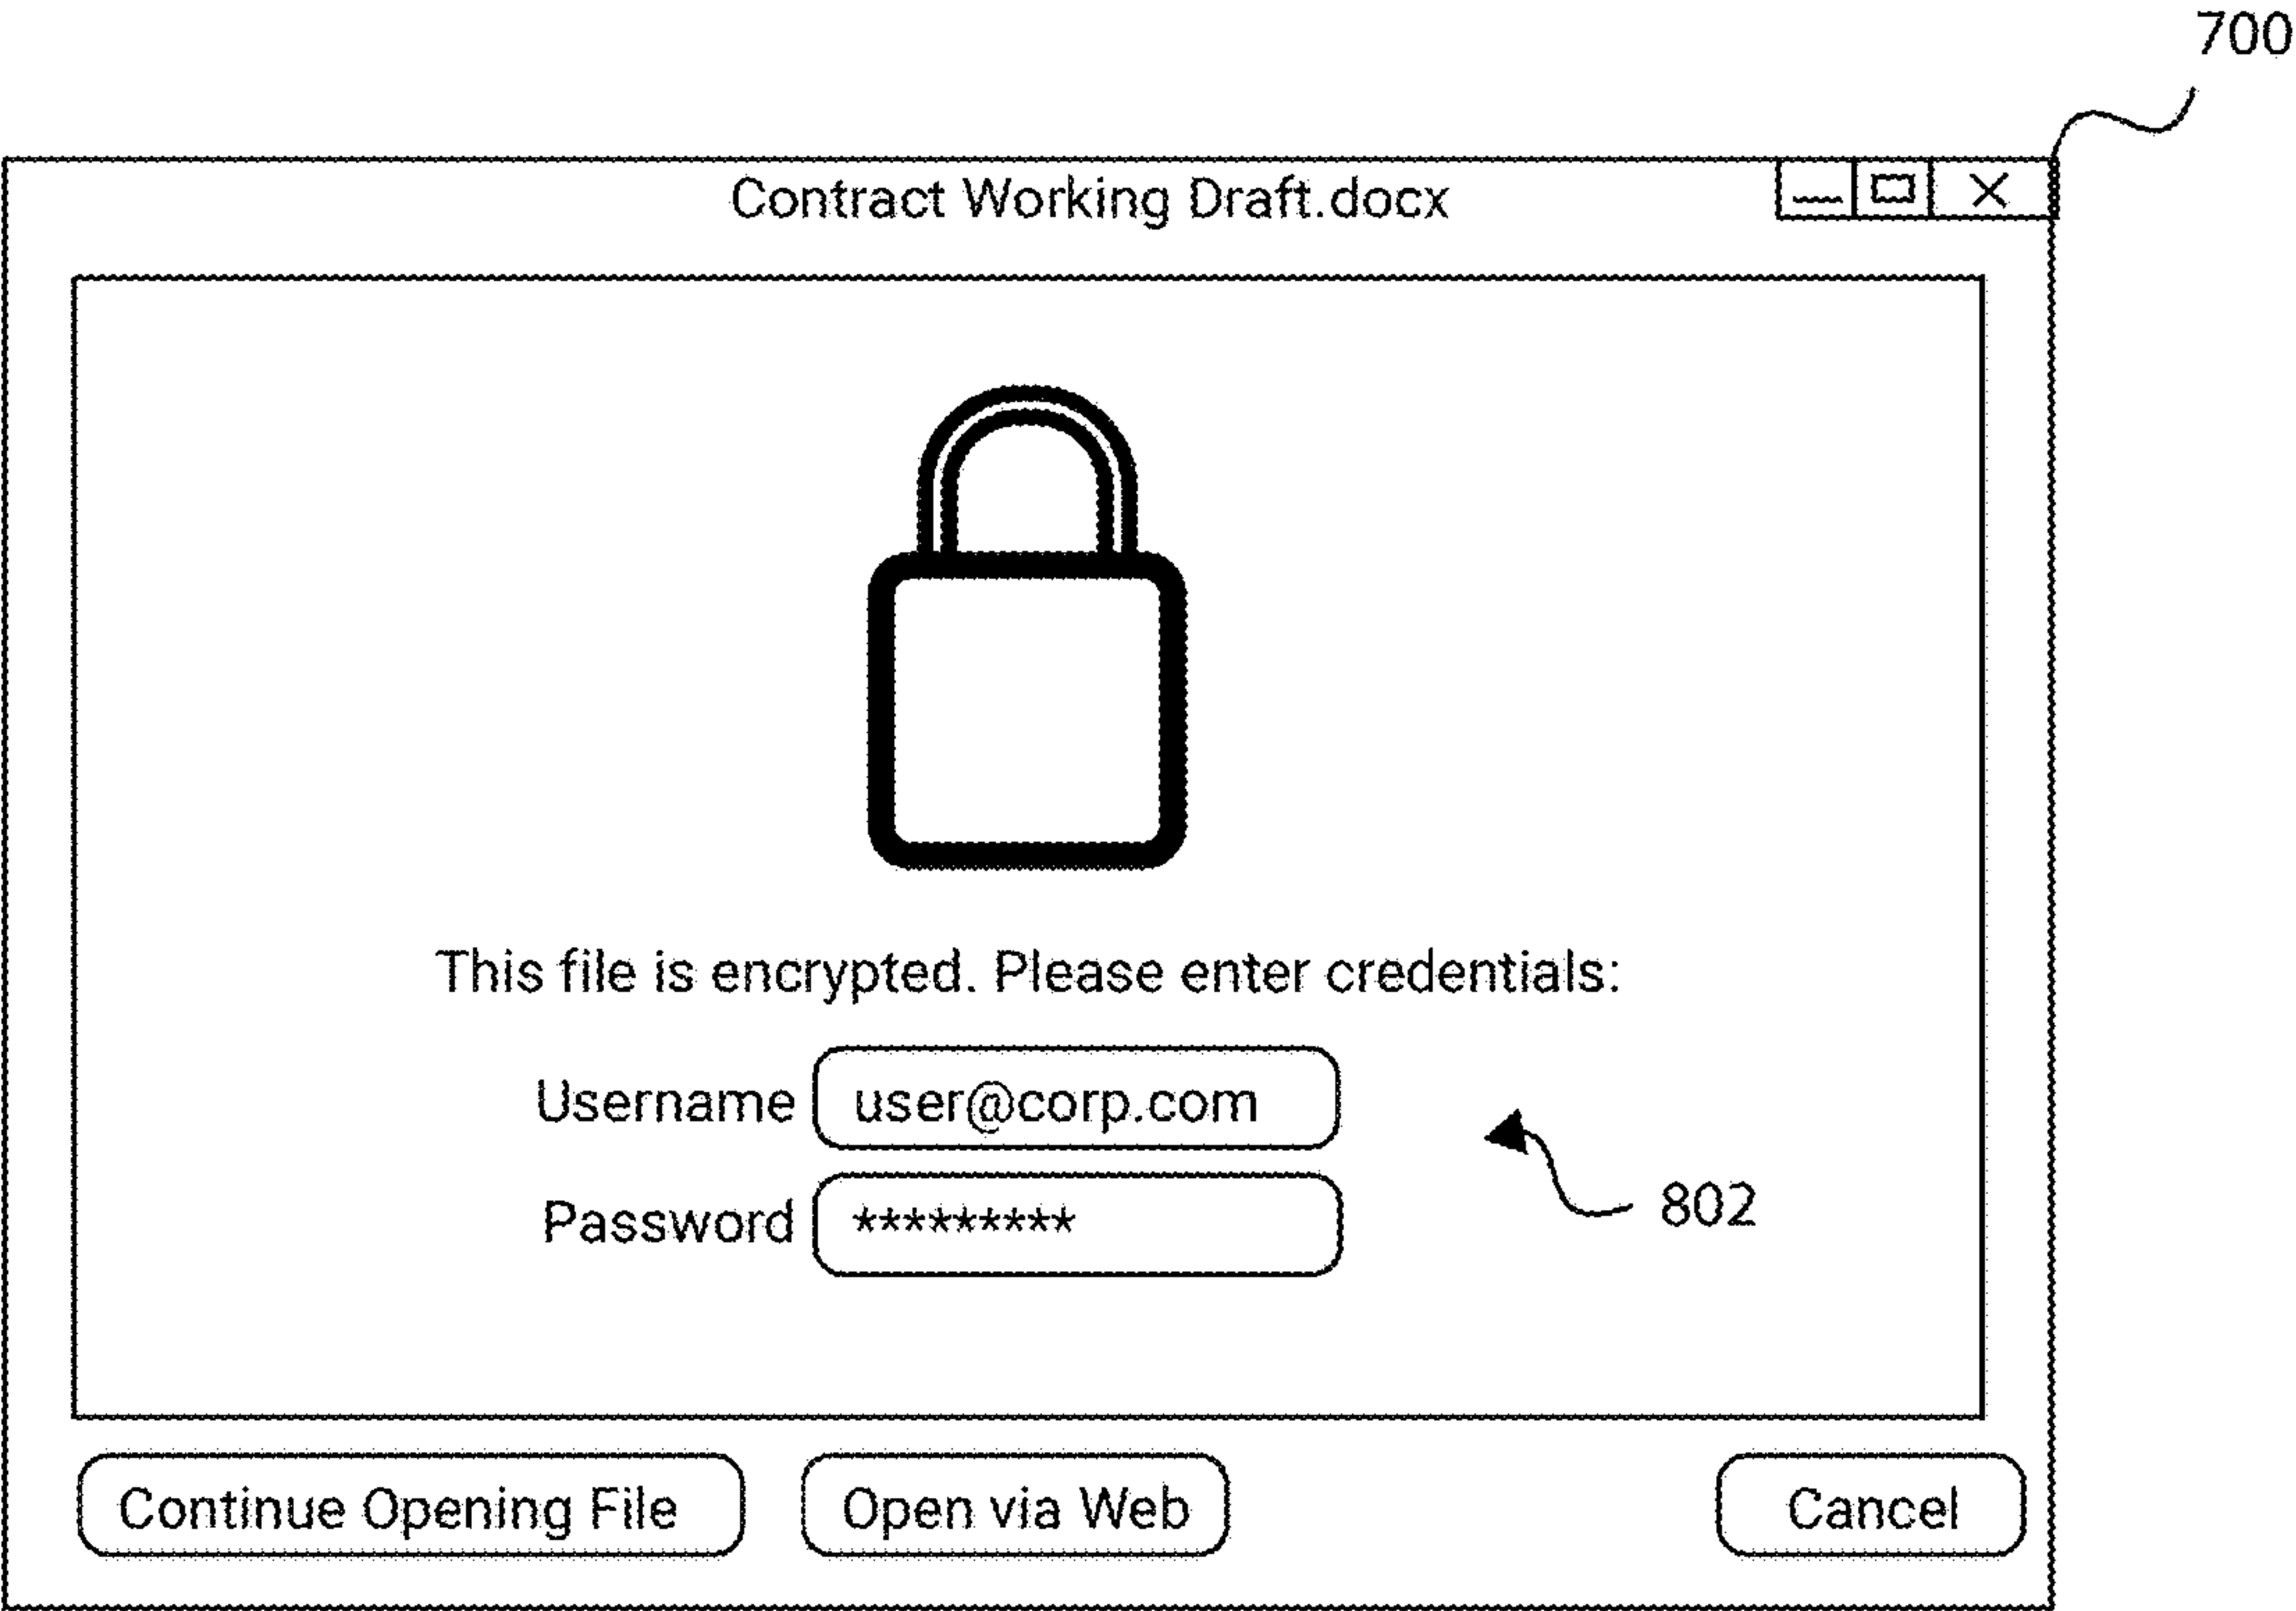 700
Contract Working Draft.docx
This file is encrypted. Please enter credentials:
Username user@corp.com
Password *********
802
Continue Opening File Open via Web Cancel